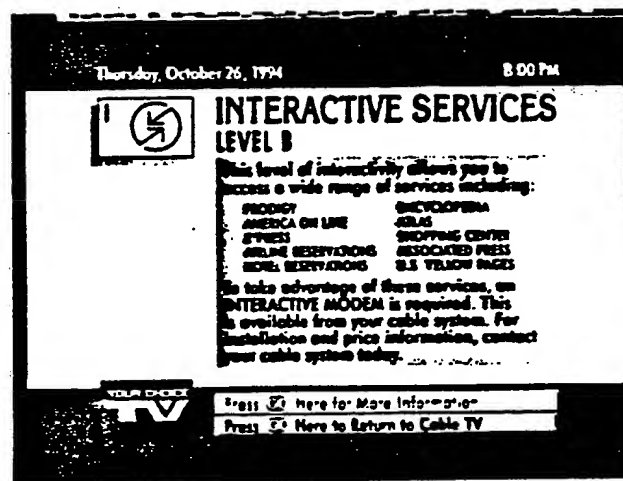 Thursday, October 26, 1994 8:00 PM
INTERACTIVE SERVICES
LEVEL B
This level of interactivity allows you to
access a wide range of services including:
PRODIGY ENCYCLOPEDIA
AMERICA ON LINE ATLAS
X*PRESS SHOPPING CENTER
AIRLINE RESERVATIONS ASSOCIATED PRESS
HOTEL RESERVATIONS U.S. YELLOW PAGES
To take advantage of these services, an
INTERACTIVE MODEM is required. This
is available from your cable system. For
installation and price information, contact
your cable system today.
YOUR CHOICE
TV
Press Here for More Information
Press Here to Return to Cable TV